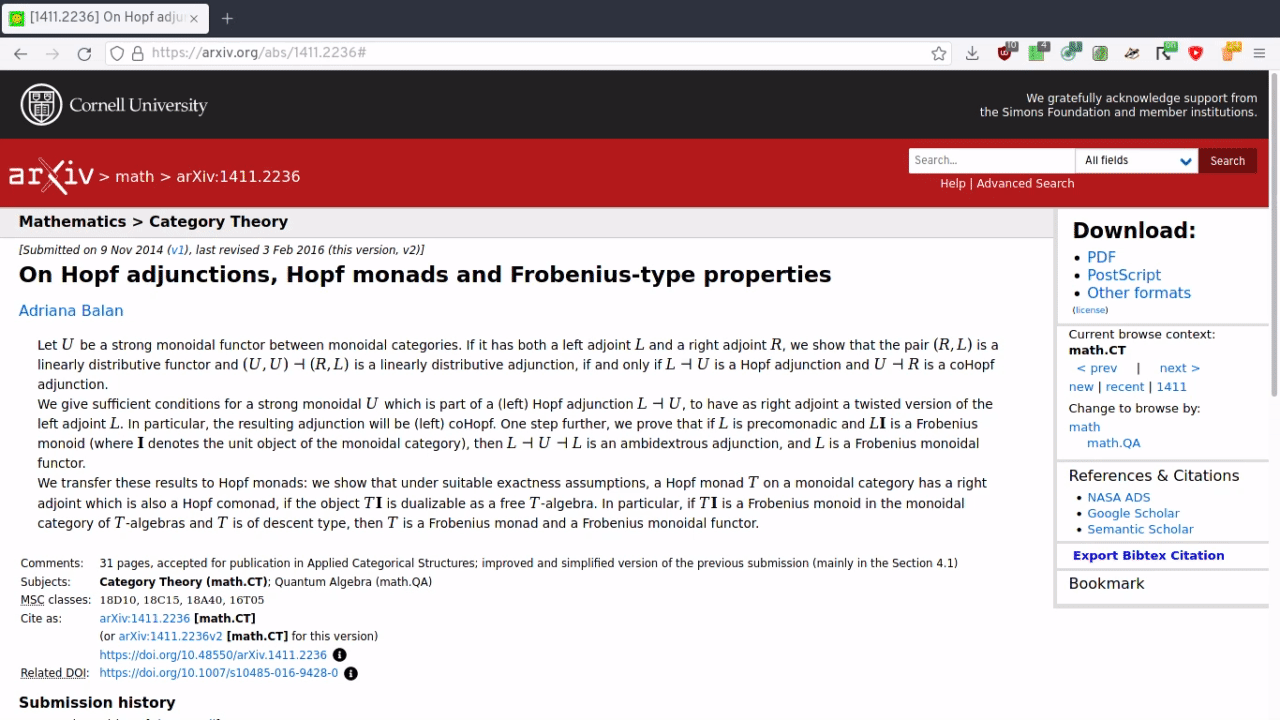 [1411.2236] On Hopf adju
https://arxiv.org/abs/1411.2236#
10
4
Cornell University
We gratefully acknowledge support from
the Simons Foundation and member institutions.
arXiv > math > arXiv:1411.2236
Search...
All fields
Search
Help | Advanced Search
Mathematics > Category Theory
[Submitted on 9 Nov 2014 (v1), last revised 3 Feb 2016 (this version, v2)]
On Hopf adjunctions, Hopf monads and Frobenius-type properties
Adriana Balan
Let U be a strong monoidal functor between monoidal categories. If it has both a left adjoint L and a right adjoint R, we show that the pair (R, L) is a
linearly distributive functor and (U, U) ⊣ (R, L) is a linearly distributive adjunction, if and only if L ⊣ U is a Hopf adjunction and U ⊣ R is a coHopf
adjunction.
We give sufficient conditions for a strong monoidal U which is part of a (left) Hopf adjunction L ⊣ U, to have as right adjoint a twisted version of the
left adjoint L. In particular, the resulting adjunction will be (left) coHopf. One step further, we prove that if L is precomonadic and L𝐈 is a Frobenius
monoid (where 𝐈 denotes the unit object of the monoidal category), then L ⊣ U ⊣ L is an ambidextrous adjunction, and L is a Frobenius monoidal
functor.
We transfer these results to Hopf monads: we show that under suitable exactness assumptions, a Hopf monad T on a monoidal category has a right
adjoint which is also a Hopf comonad, if the object T𝐈 is dualizable as a free T-algebra. In particular, if T𝐈 is a Frobenius monoid in the monoidal
category of T-algebras and T is of descent type, then T is a Frobenius monad and a Frobenius monoidal functor.
Comments: 31 pages, accepted for publication in Applied Categorical Structures; improved and simplified version of the previous submission (mainly in the Section 4.1)
Subjects: Category Theory (math.CT); Quantum Algebra (math.QA)
MSC classes: 18D10, 18C15, 18A40, 16T05
Cite as: arXiv:1411.2236 [math.CT]
(or arXiv:1411.2236v2 [math.CT] for this version)
https://doi.org/10.48550/arXiv.1411.2236
Related DOI: https://doi.org/10.1007/s10485-016-9428-0
Submission history
Download:
• PDF
• PostScript
• Other formats
(license)
Current browse context:
math.CT
< prev | next >
new | recent | 1411
Change to browse by:
math
math.QA
References & Citations
• NASA ADS
• Google Scholar
• Semantic Scholar
Export Bibtex Citation
Bookmark